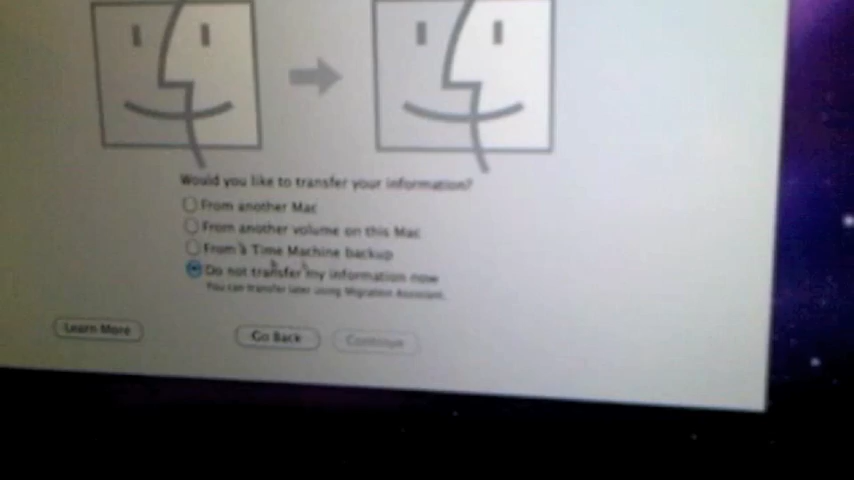 Would you like to transfer your information?
From another Mac
From another volume on this Mac
From a Time Machine backup
Do not transfer my information now
You can transfer later using Migration Assistant.
Learn More
Go Back
Continue